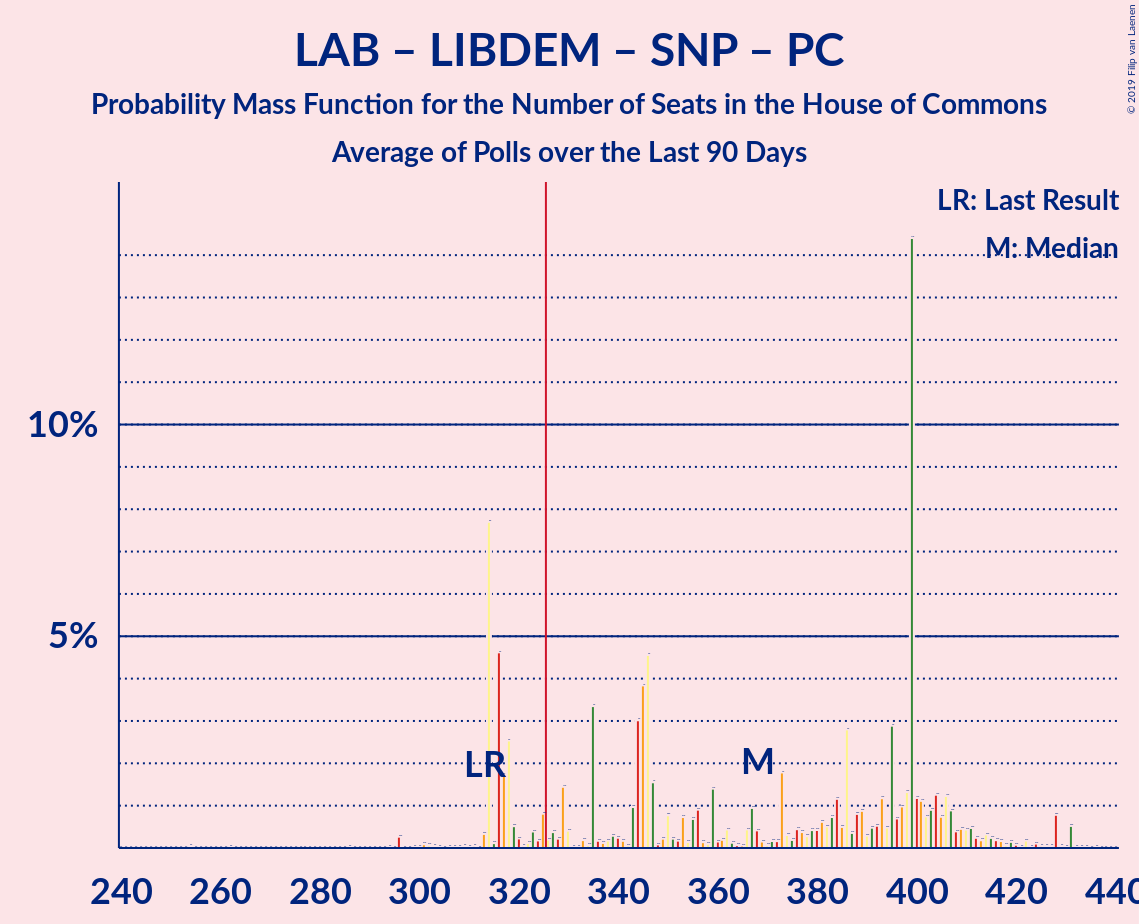 LAB – LIBDEM – SNP – PC
Probability Mass Function for the Number of Seats in the House of Commons
Average of Polls over the Last 90 Days
© 2019 Filip van Laenen
LR: Last Result
M: Median
10%
5%
LR
M
240 260 280 300 320 340 360 380 400 420 440